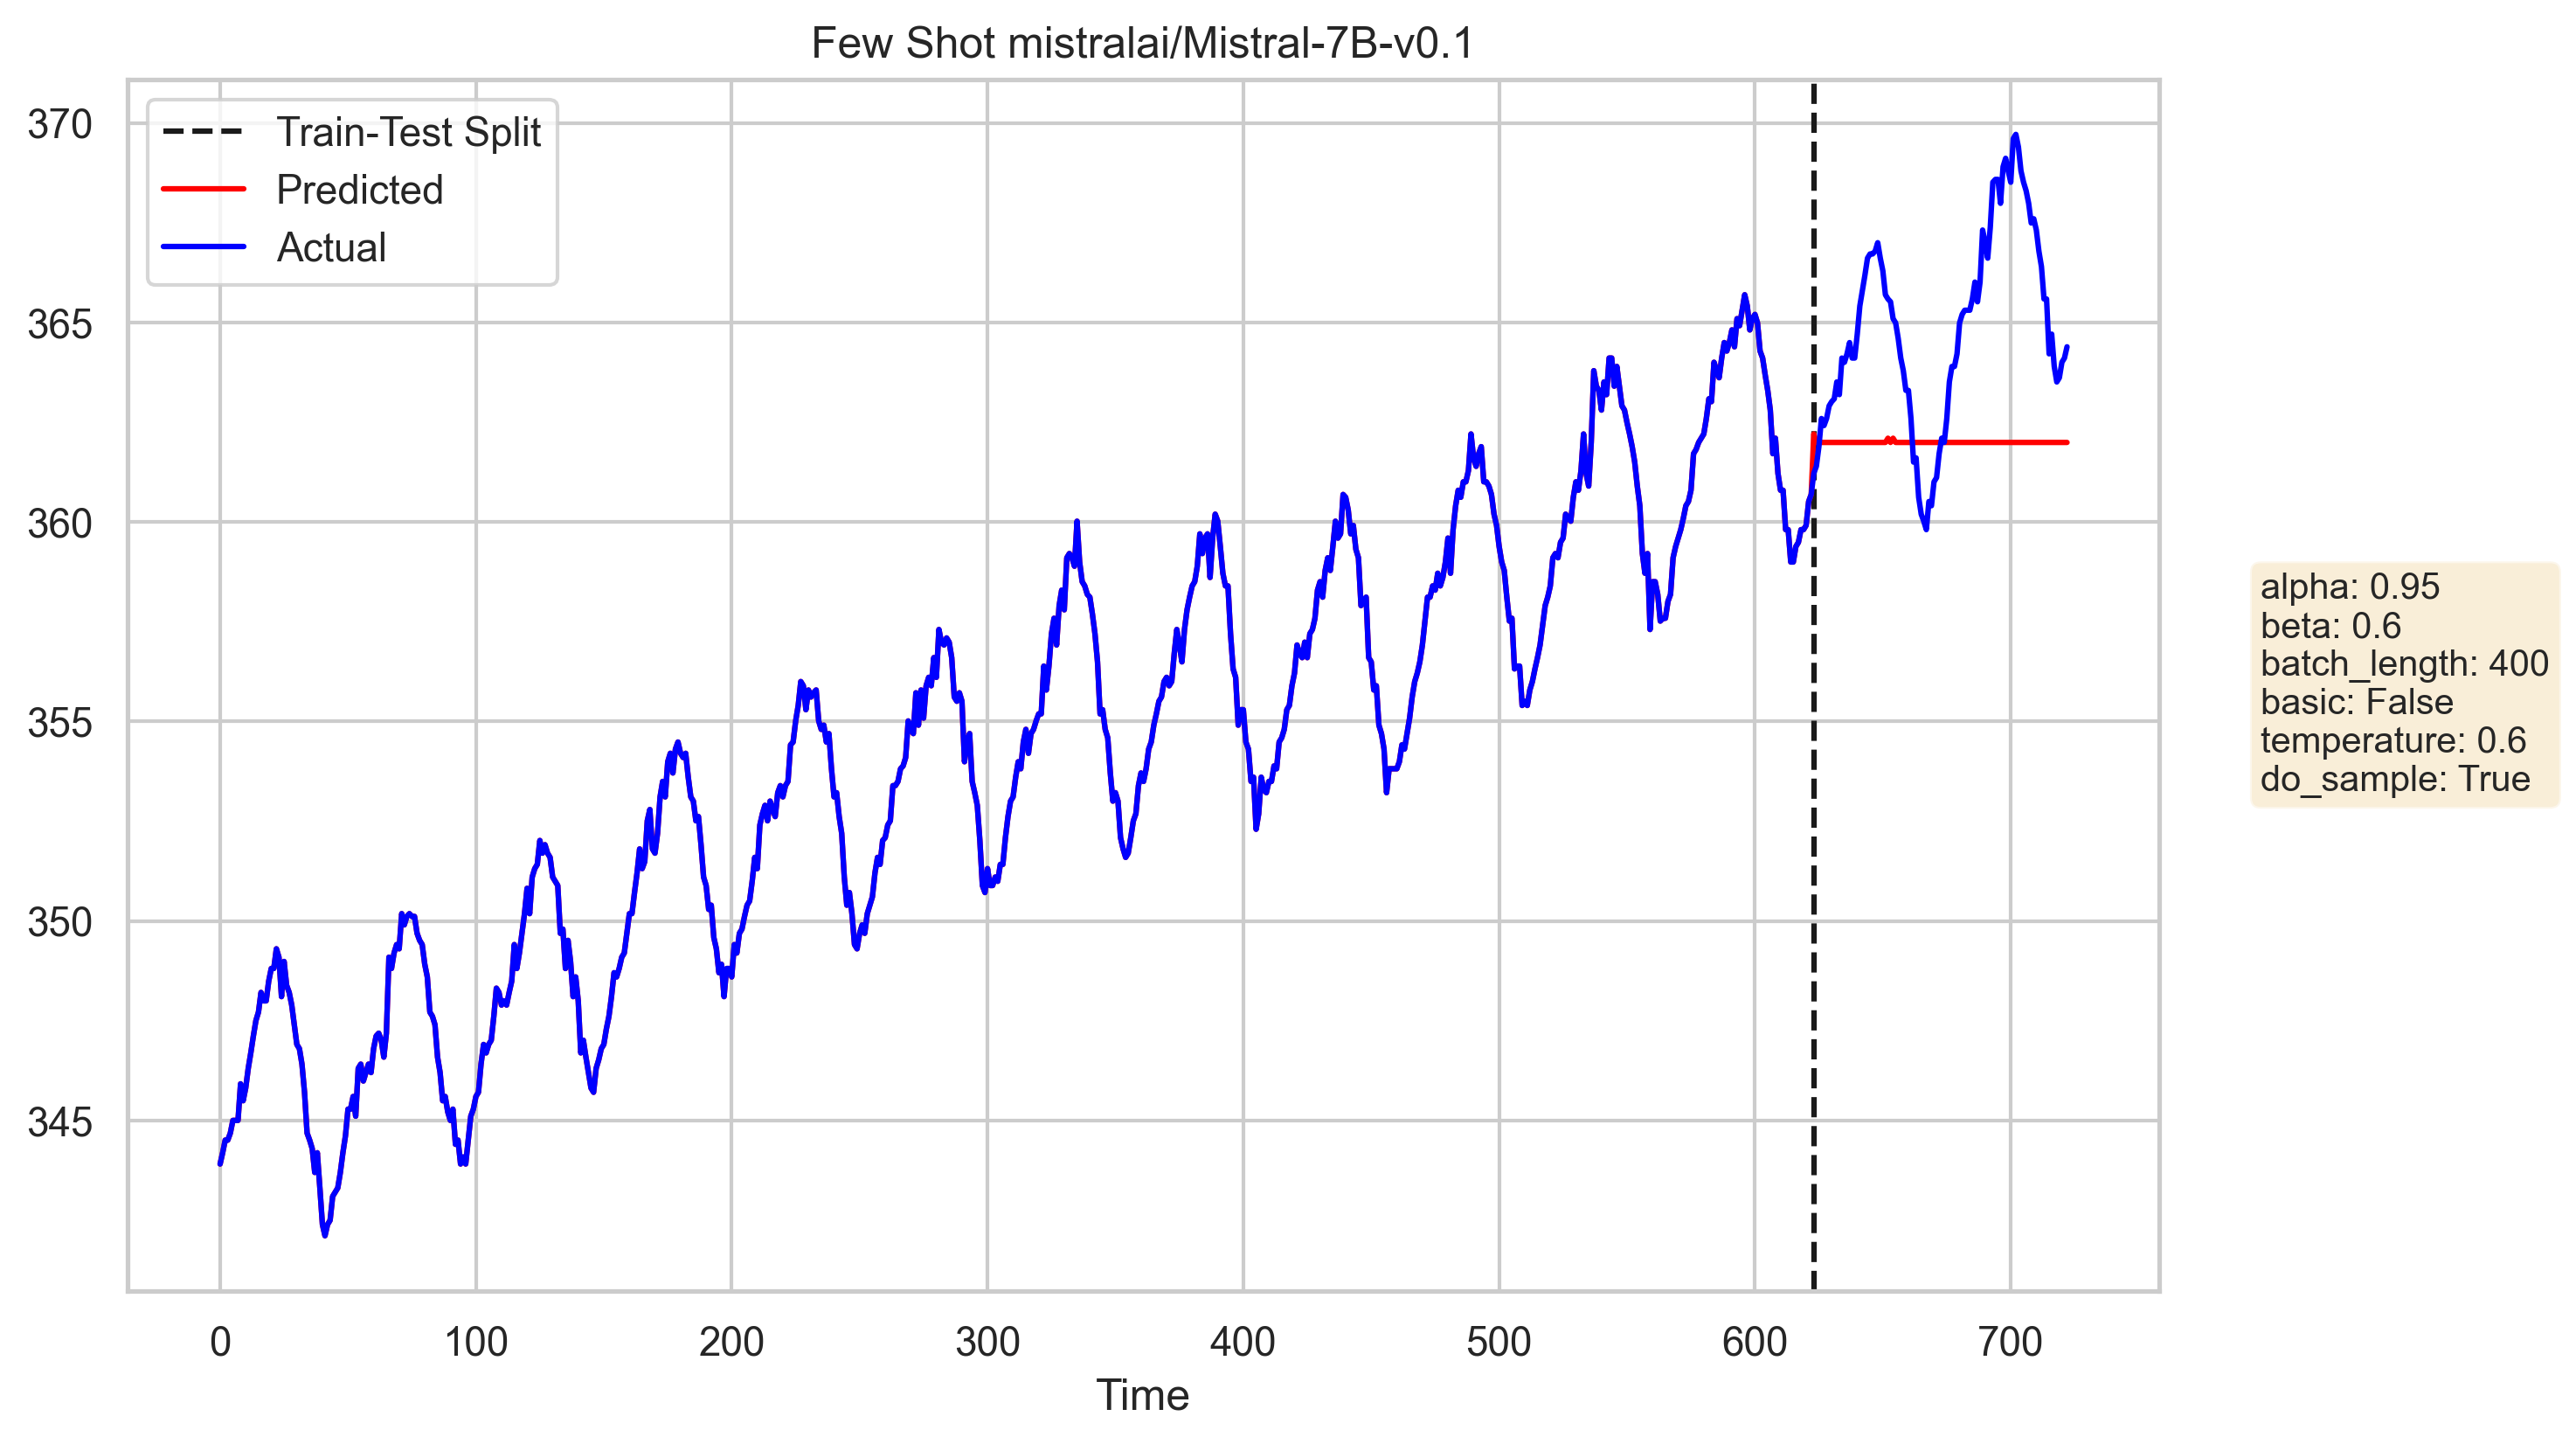 Few Shot mistralai/Mistral-7B-v0.1
Train-Test Split
Predicted
Actual
370
365
360
355
350
345
0 100 200 300 400 500 600 700
Time
alpha: 0.95
beta: 0.6
batch_length: 400
basic: False
temperature: 0.6
do_sample: True